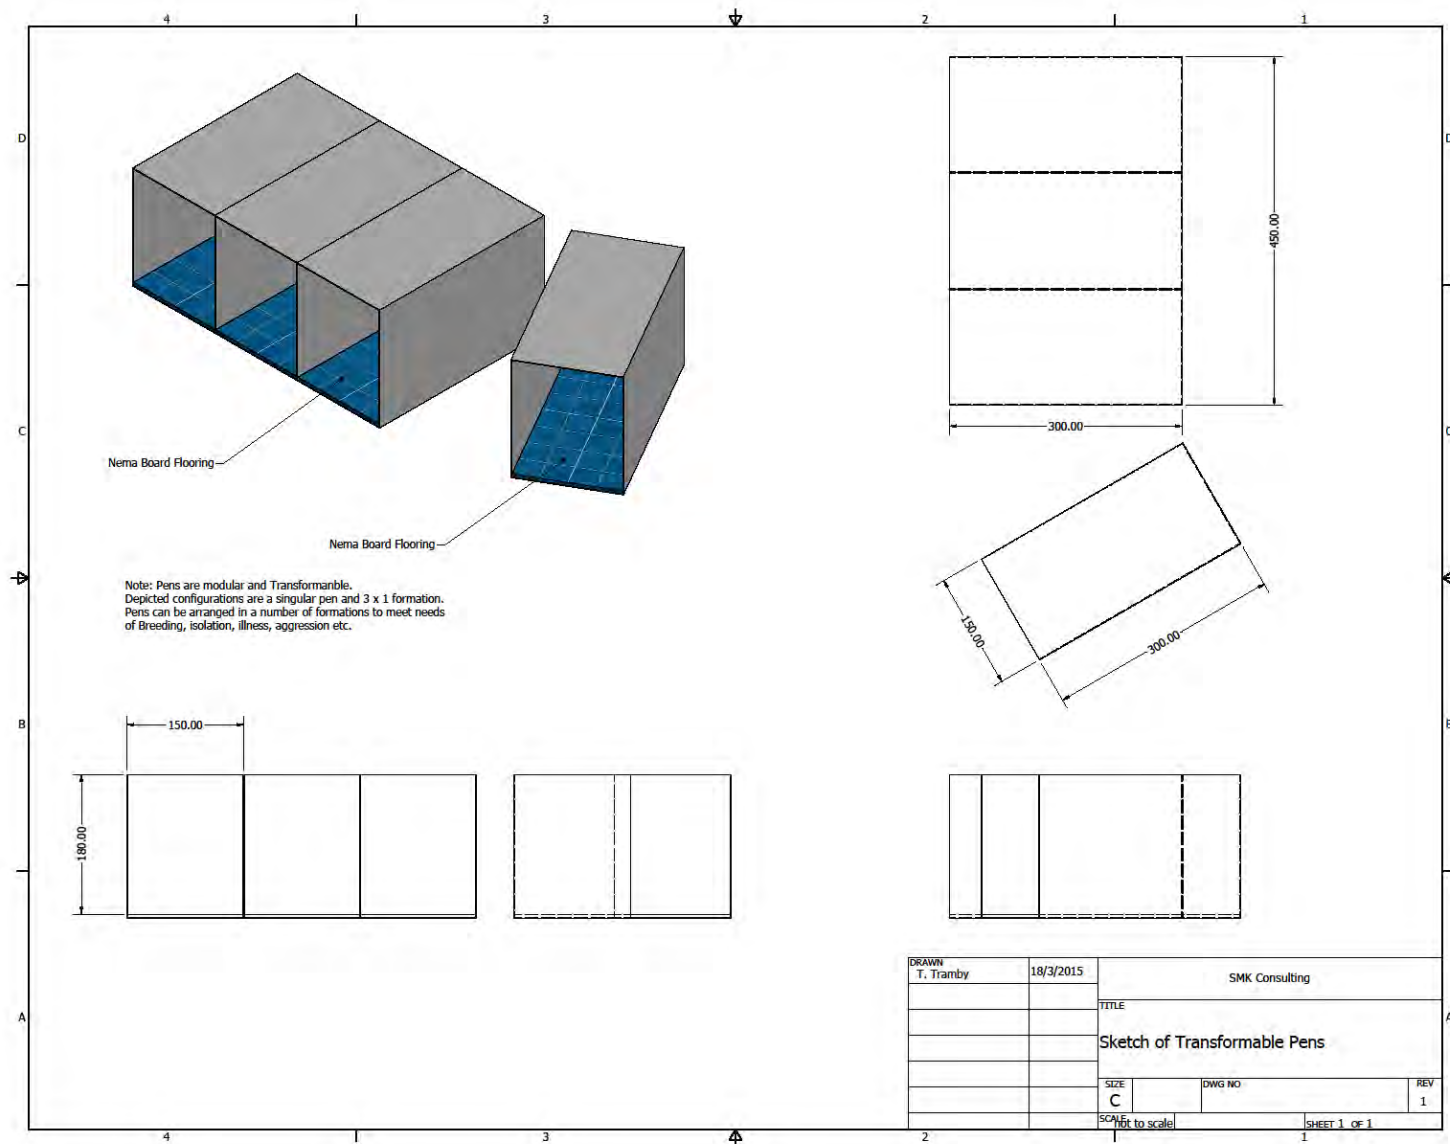 4 3 2 1
D D
450.00
300.00
C C
Nema Board Flooring
Nema Board Flooring
Note: Pens are modular and Transformanble.
Depicted configurations are a singular pen and 3 x 1 formation.
Pens can be arranged in a number of formations to meet needs
of Breeding, isolation, illness, aggression etc.
150.00
300.00
B B
150.00
180.00
DRAWN
T. Tramby
18/3/2015
SMK Consulting
TITLE
Sketch of Transformable Pens
A A
SIZE
C
DWG NO
REV
1
SCALE
not to scale
SHEET 1 OF 1
4 3 2 1